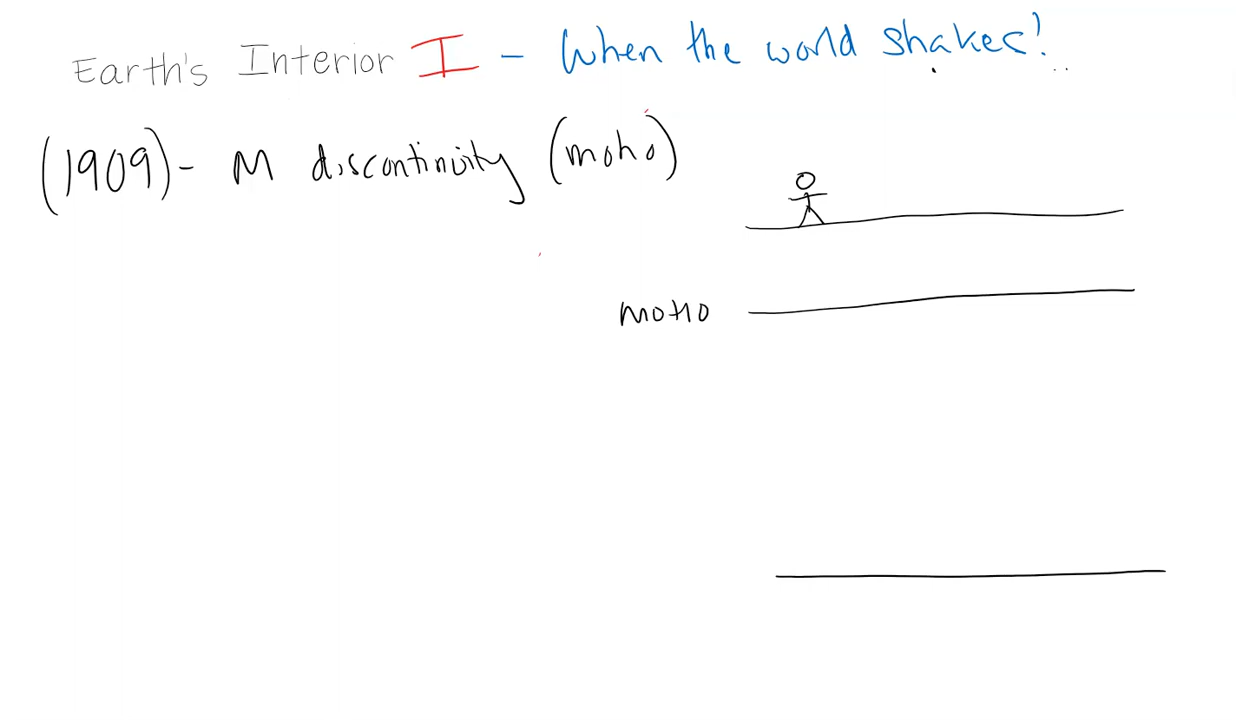 Earth's Interior I - When the world shakes!
(1909)- M discontinuity (moho)
MOHO